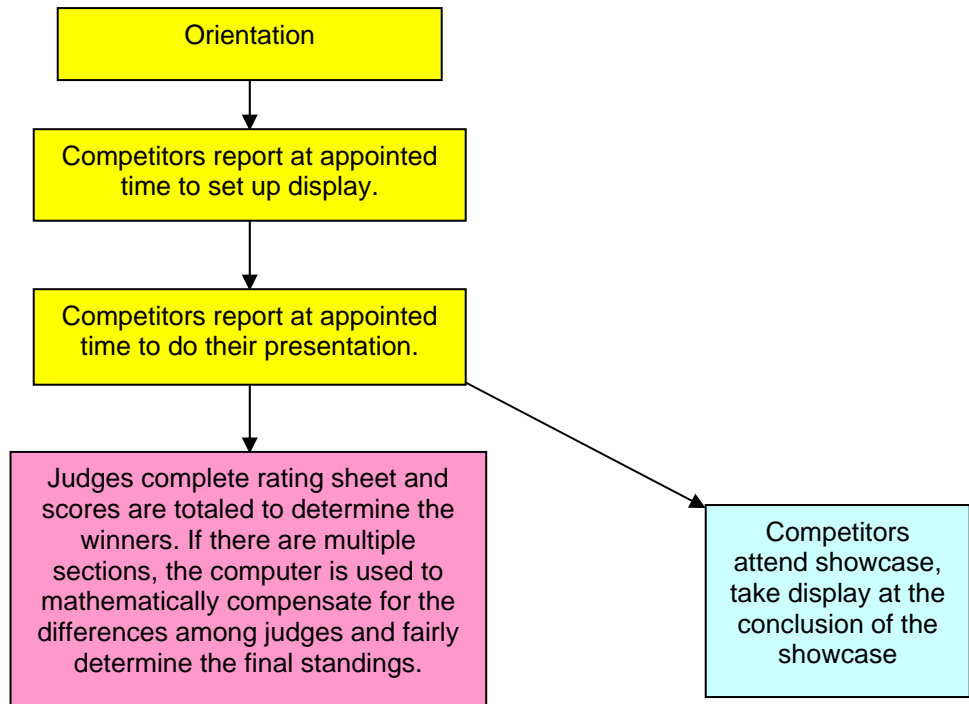 Orientation
Competitors report at appointed
time to set up display.
Competitors report at appointed
time to do their presentation.
Judges complete rating sheet and
scores are totaled to determine the
winners. If there are multiple
sections, the computer is used to
mathematically compensate for the
differences among judges and fairly
determine the final standings.
Competitors
attend showcase,
take display at the
conclusion of the
showcase